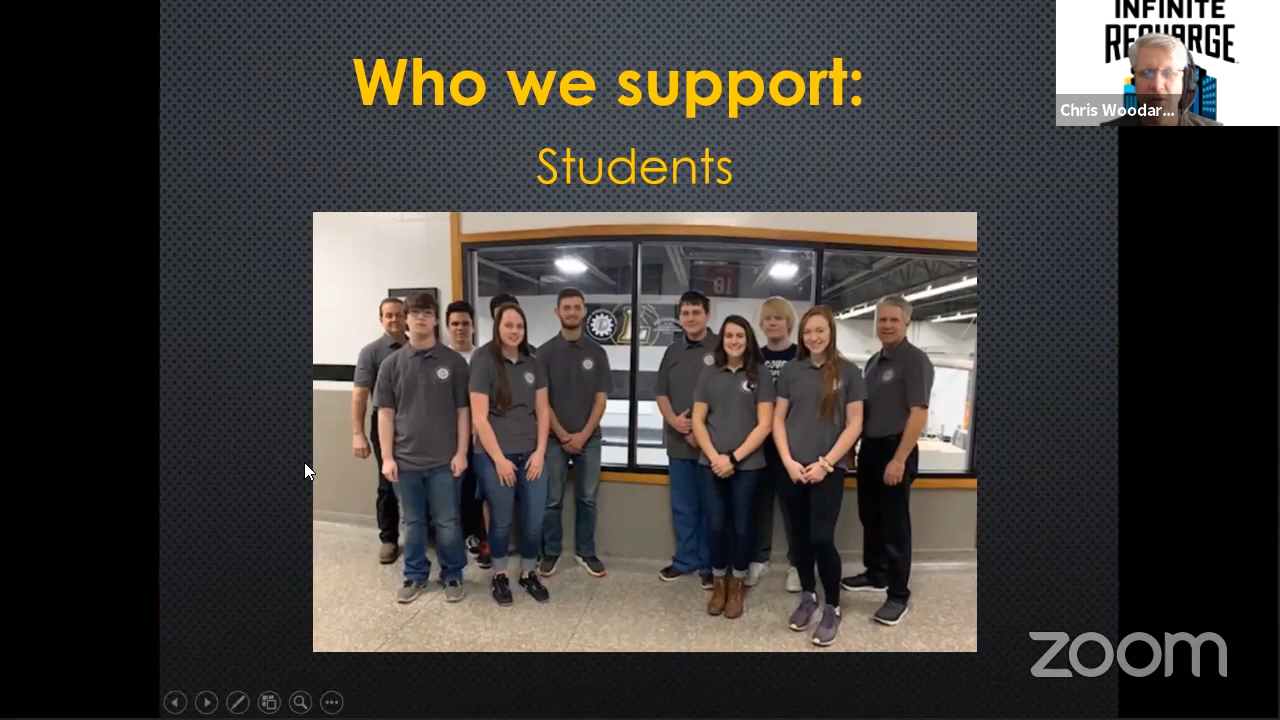 Who we support:
Students
INFINITE
RECHARGE
Chris Woodar...
L
zoom